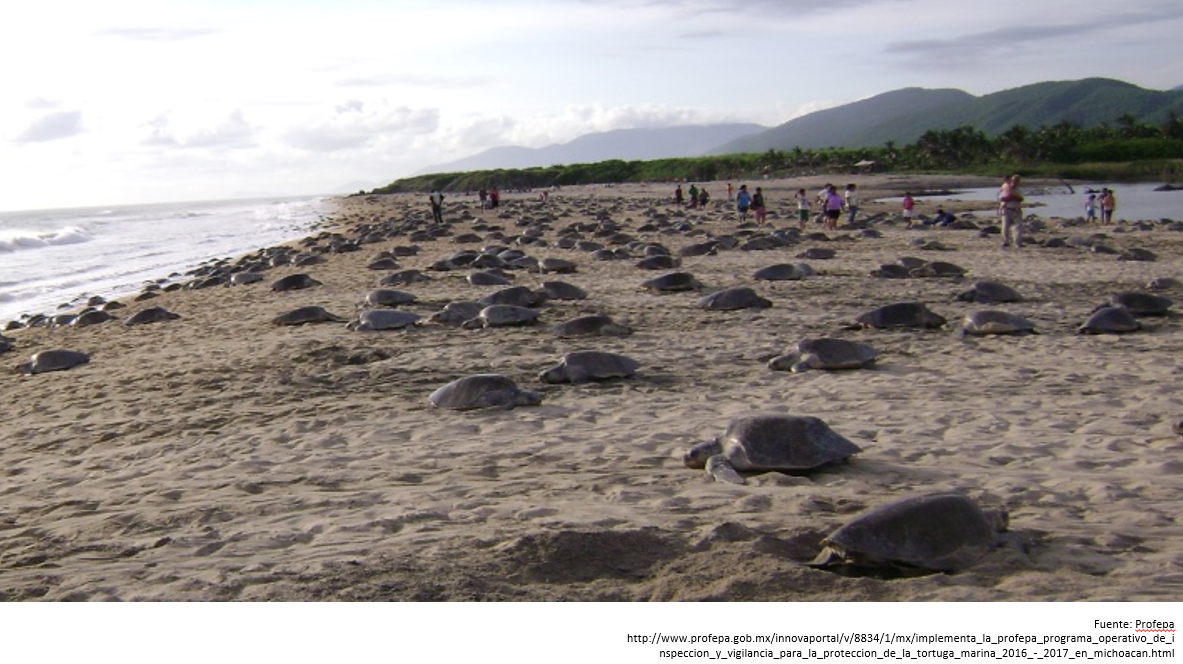 Fuente: Profepa
http://www.profepa.gob.mx/innovaportal/v/8834/1/mx/implementa_la_profepa_programa_operativo_de_i
nspeccion_y_vigilancia_para_la_proteccion_de_la_tortuga_marina_2016_-_2017_en_michoacan.html